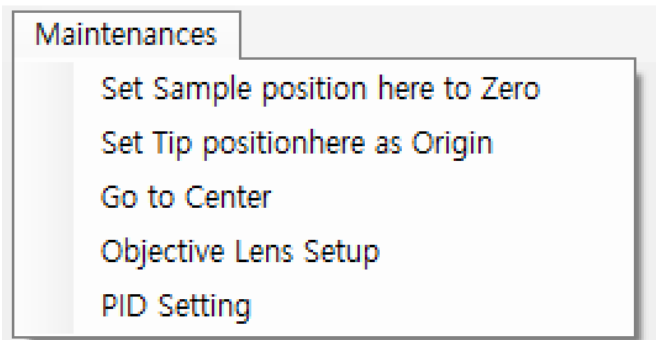 Maintenances
Set Sample position here to Zero
Set Tip positionhere as Origin
Go to Center
Objective Lens Setup
PID Setting